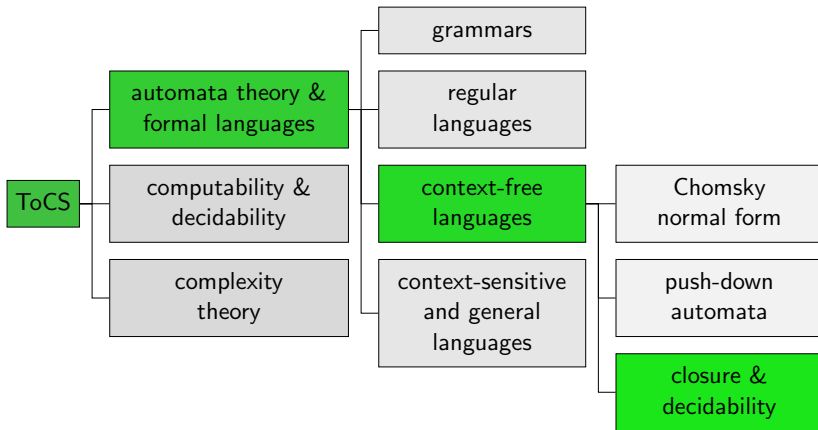 ToCS
automata theory &
formal languages
computability &
decidability
complexity
theory
grammars
regular
languages
context-free
languages
context-sensitive
and general
languages
Chomsky
normal form
push-down
automata
closure &
decidability